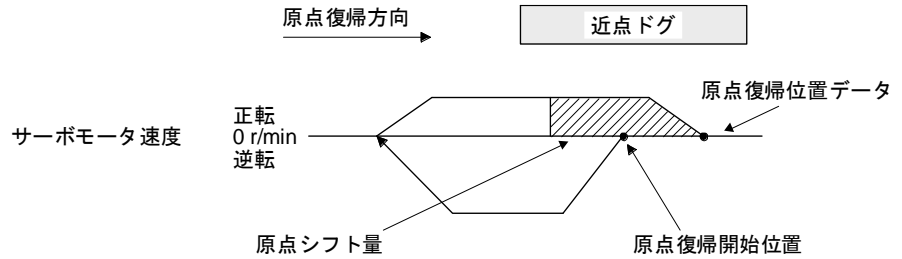 原点復帰方向
近点ドグ
原点復帰位置データ
正転
サーボモータ速度
0 r/min
逆転
原点シフト量
原点復帰開始位置